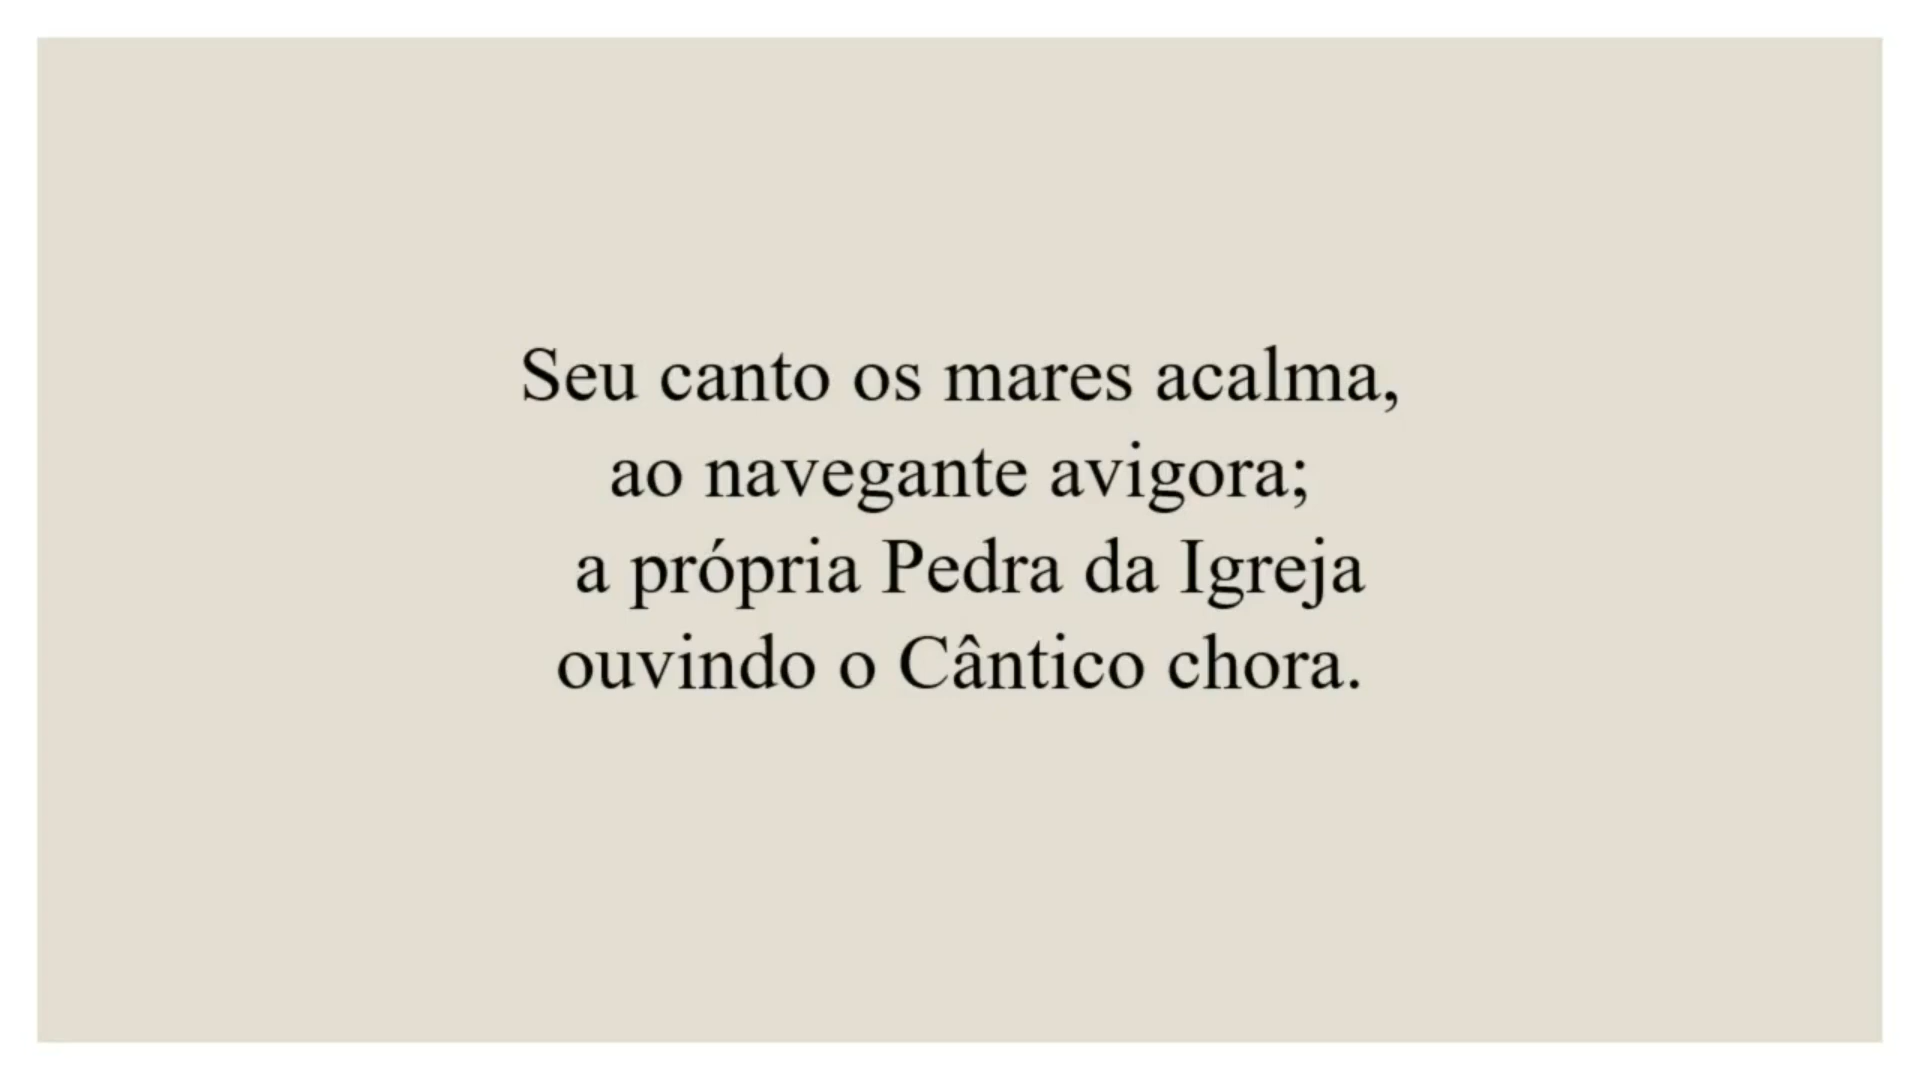 Seu canto os mares acalma,
ao navegante avigora;
a própria Pedra da Igreja
ouvindo o Cântico chora.